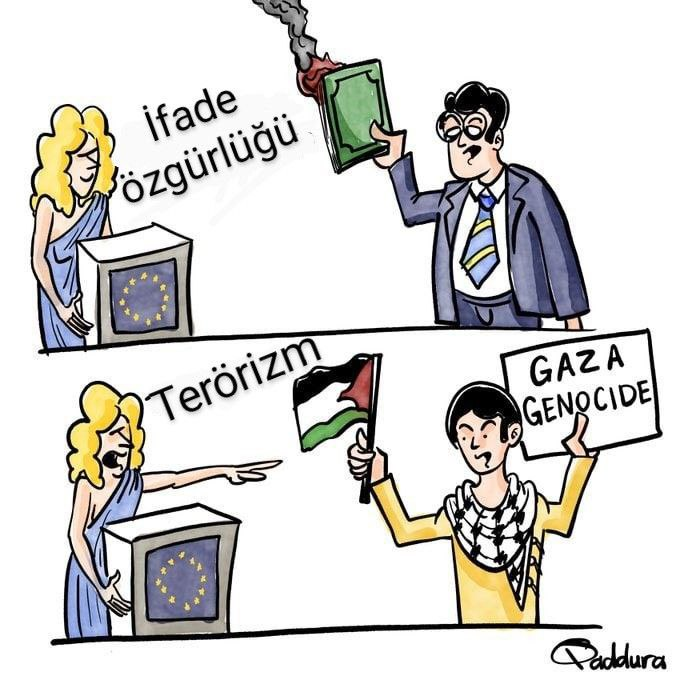 İfade
özgürlüğü
Terörizm
GAZA
GENOCIDE
Paddura